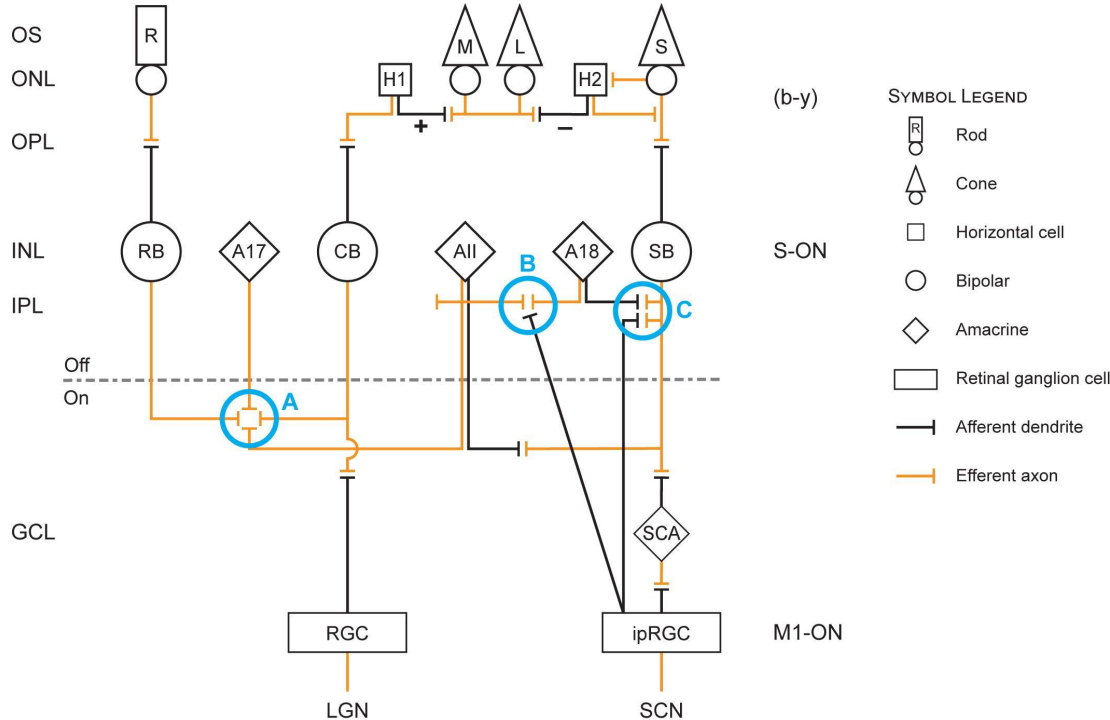 OS
R
M
L
S
ONL
H1
H2
(b-y)
SYMBOL LEGEND
+
−
R
Rod
OPL
Cone
Horizontal cell
INL
RB
A17
CB
AII
A18
SB
S-ON
B
Bipolar
IPL
C
Amacrine
Off
On
A
Retinal ganglion cell
Afferent dendrite
Efferent axon
GCL
SCA
RGC
ipRGC
M1-ON
LGN
SCN